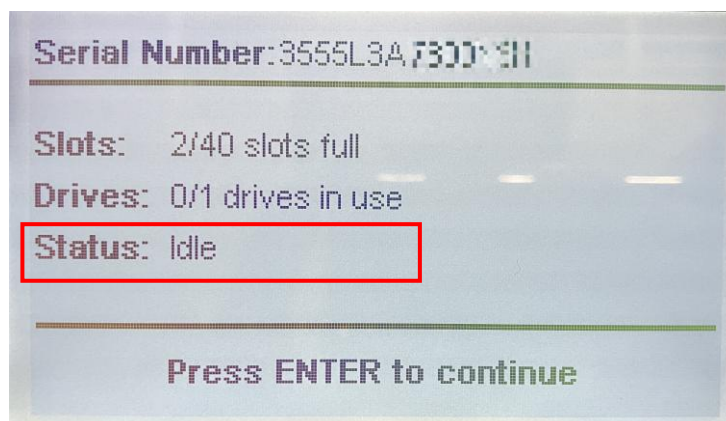 Serial Number:3555L3A
Slots: 2/40 slots full
Drives: 0/1 drives in use
Status: Idle
Press ENTER to continue